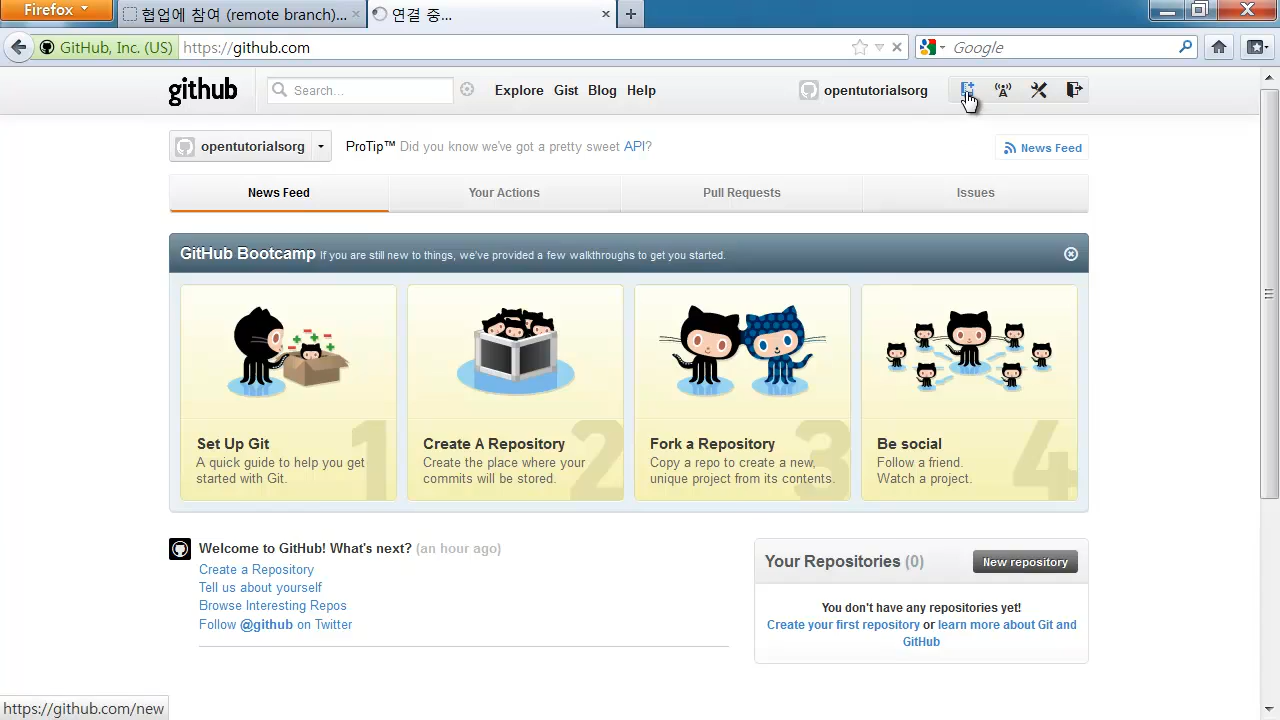 Firefox
협업에 참여 (remote branch)...
연결 중...
GitHub, Inc. (US)
https://github.com
Google
github
Search...
Explore
Gist
Blog
Help
opentutorialsorg
opentutorialsorg
ProTip™ Did you know we've got a pretty sweet API?
News Feed
News Feed
Your Actions
Pull Requests
Issues
GitHub Bootcamp If you are still new to things, we've provided a few walkthroughs to get you started.
1
Set Up Git
A quick guide to help you get
started with Git.
2
Create A Repository
Create the place where your
commits will be stored.
3
Fork a Repository
Copy a repo to create a new,
unique project from its contents.
4
Be social
Follow a friend.
Watch a project.
Welcome to GitHub! What's next? (an hour ago)
Create a Repository
Tell us about yourself
Browse Interesting Repos
Follow @github on Twitter
Your Repositories (0)
New repository
You don't have any repositories yet!
Create your first repository or learn more about Git and
GitHub
https://github.com/new